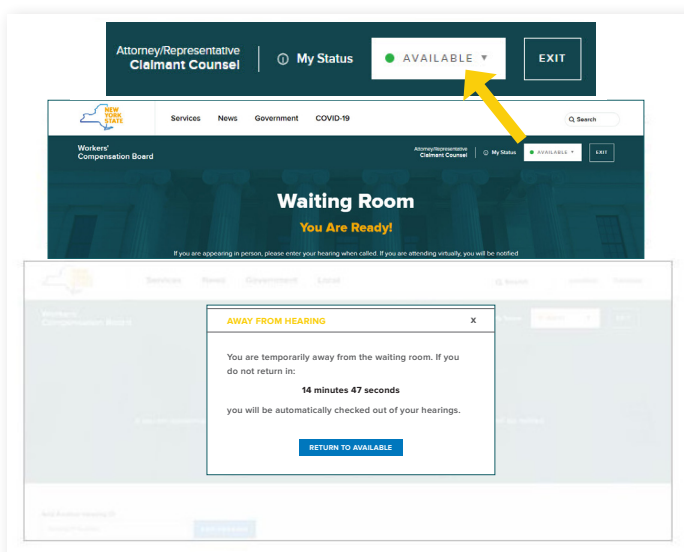 Attorney/Representative
Claimant Counsel
My Status
AVAILABLE
EXIT
NEW YORK STATE
Services News Government COVID-19
Search
Workers'
Compensation Board
Attorney/Representative
Claimant Counsel
My Status
AVAILABLE
EXIT
Waiting Room
You Are Ready!
If you are appearing in person, please enter your hearing when called. If you are attending virtually, you will be notified
Services News Government Local
Search
Workers'
Compensation Board
AWAY FROM HEARING X
You are temporarily away from the waiting room. If you
do not return in:
14 minutes 47 seconds
you will be automatically checked out of your hearings.
RETURN TO AVAILABLE